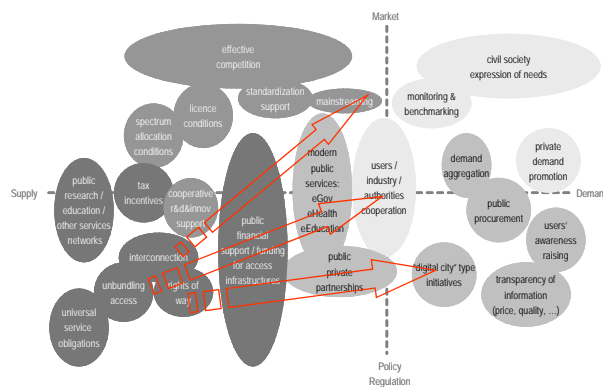 Market
effective
competition
civil society
expression of needs
standardization
support
mainstreaming
monitoring &
benchmarking
licence
conditions
spectrum
allocation
conditions
modern
public
services:
eGov
eHealth
eEducation
users /
industry /
authorities
cooperation
demand
aggregation
private
demand
promotion
Supply
public
research /
education /
other services
networks
tax
incentives
cooperative
r&d&innov
support
Demand
public
procurement
public
financial
support / funding
for access
infrastructures
users'
awareness
raising
interconnection
public
private
partnerships
"digital city" type
initiatives
unbundling
access
rights of
way
transparency of
information
(price, quality, ...)
universal
service
obligations
Policy
Regulation